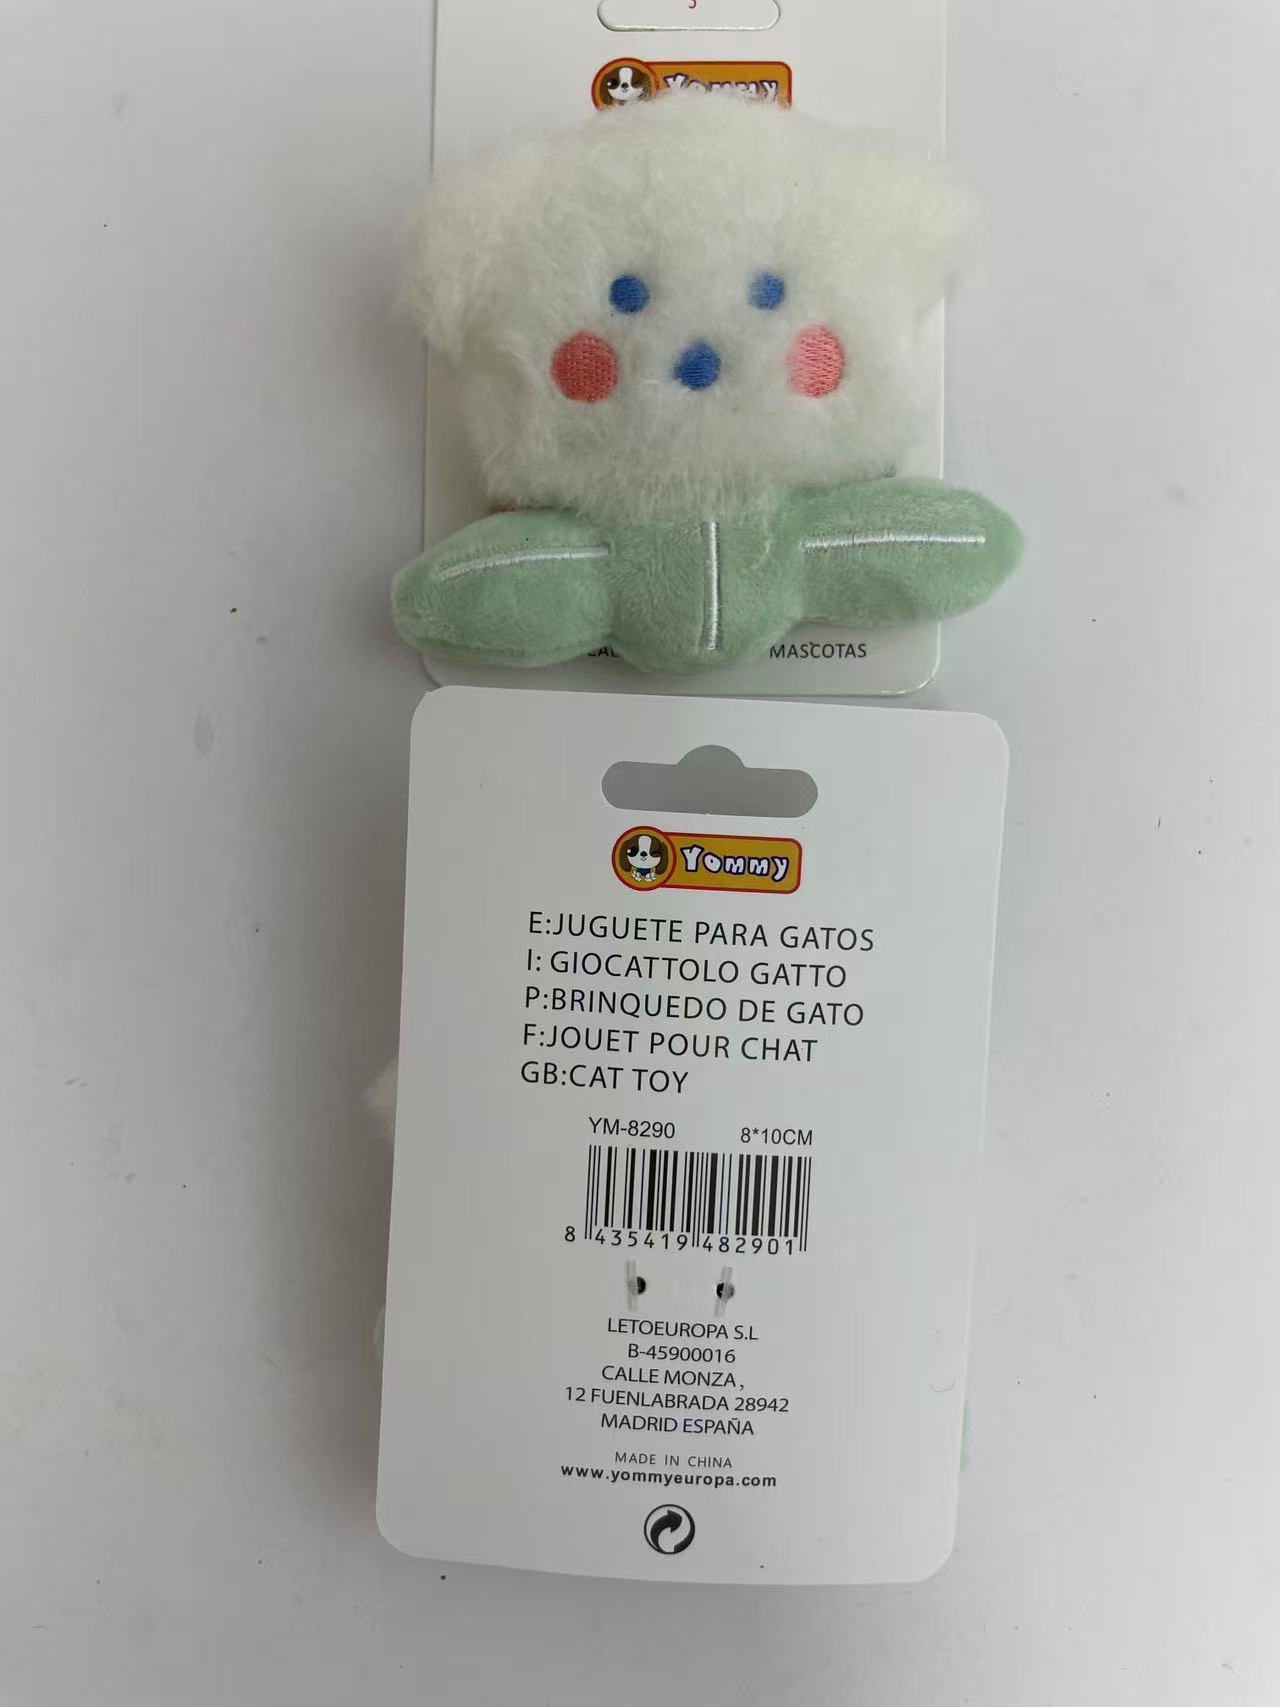 Yommy
MASCOTAS
Yommy
E:JUGUETE PARA GATOS
I: GIOCATTOLO GATTO
P:BRINQUEDO DE GATO
F:JOUET POUR CHAT
GB:CAT TOY
YM-8290 8*10CM
8 435419 482901
LETOEUROPA S.L
B-45900016
CALLE MONZA,
12 FUENLABRADA 28942
MADRID ESPAÑA
MADE IN CHINA
www.yommyeuropa.com